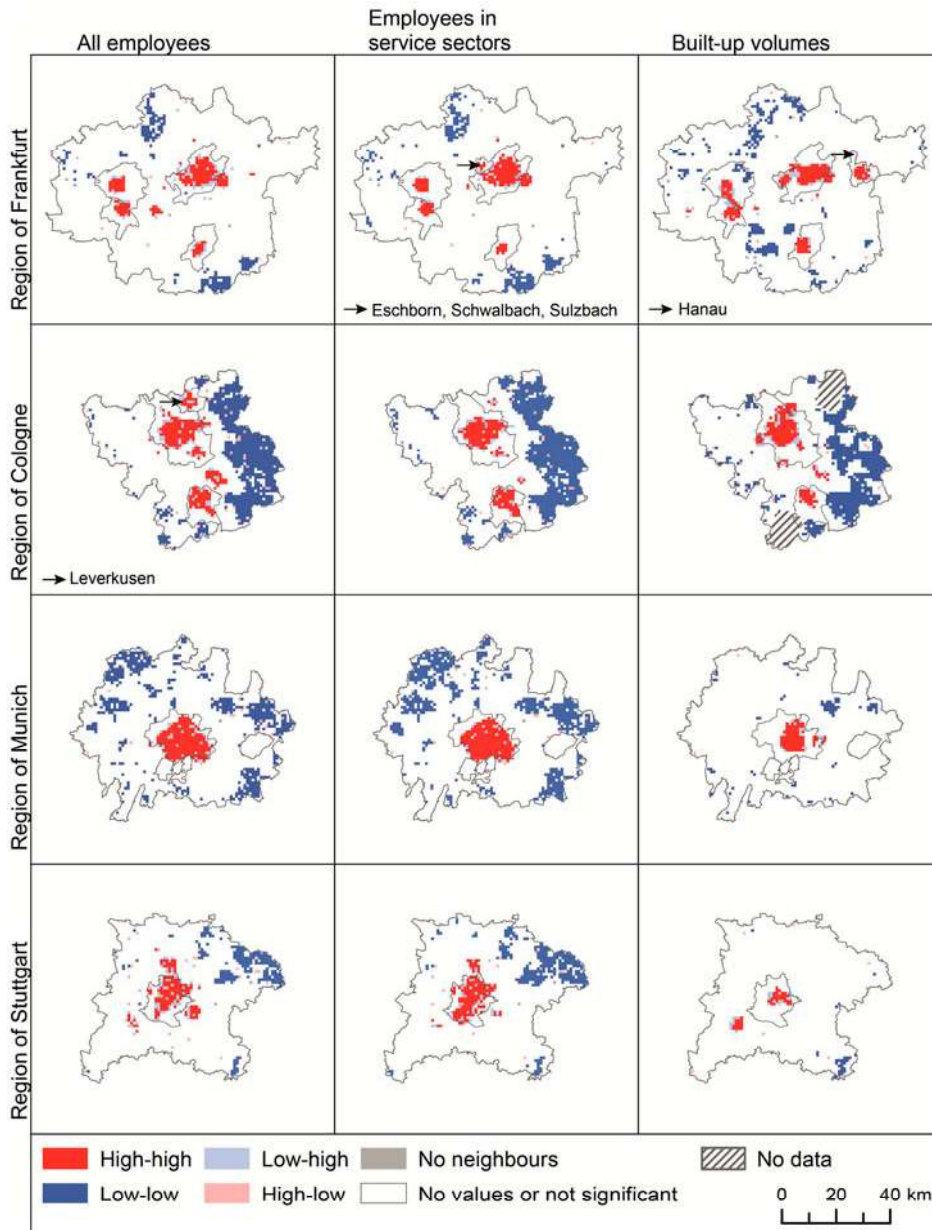 All employees
Employees in
service sectors
Built-up volumes
Region of Frankfurt
Eschborn, Schwalbach, Sulzbach
Hanau
Region of Cologne
Leverkusen
Region of Munich
Region of Stuttgart
High-high
Low-high
No neighbours
No data
Low-low
High-low
No values or not significant
0 20 40 km